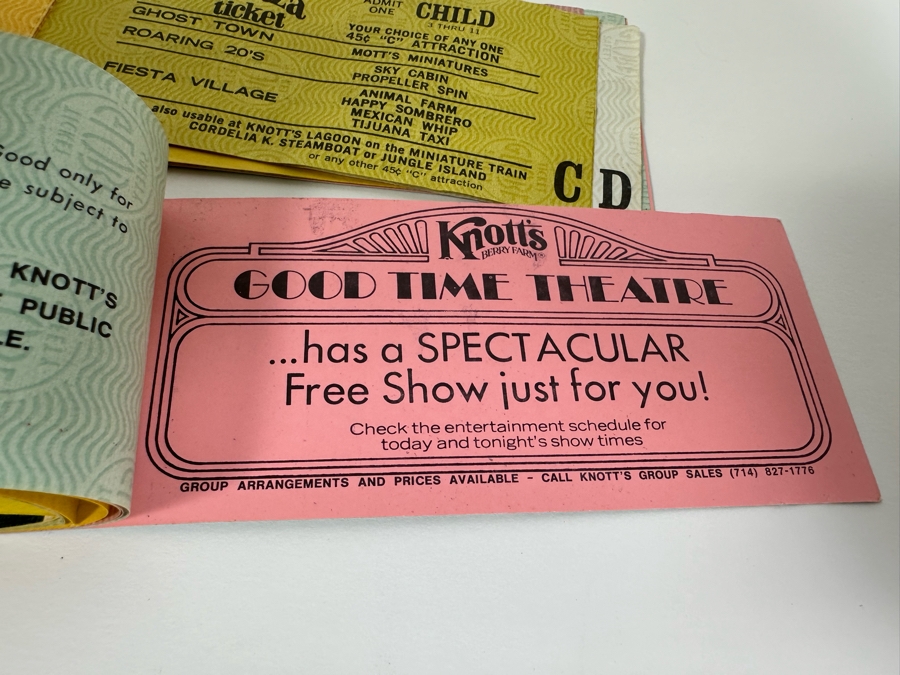 ticket
ADMIT
ONE
CHILD
3 THRU 11
GHOST TOWN
YOUR CHOICE OF ANY ONE
45¢ "C" ATTRACTION
ROARING 20'S
MOTT'S MINIATURES
SKY CABIN
PROPELLER SPIN
FIESTA VILLAGE
ANIMAL FARM
HAPPY SOMBRERO
MEXICAN WHIP
TIJUANA TAXI
also usable at KNOTT'S LAGOON on the MINIATURE TRAIN
CORDELIA K. STEAMBOAT or JUNGLE ISLAND
or any other 45¢ "C" attraction
C
D
Good only for
e subject to
KNOTT'S
PUBLIC
LE.
Knott's
BERRY FARM®
GOOD TIME THEATRE
...has a SPECTACULAR
Free Show just for you!
Check the entertainment schedule for
today and tonight's show times
GROUP ARRANGEMENTS AND PRICES AVAILABLE - CALL KNOTT'S GROUP SALES (714) 827-1776